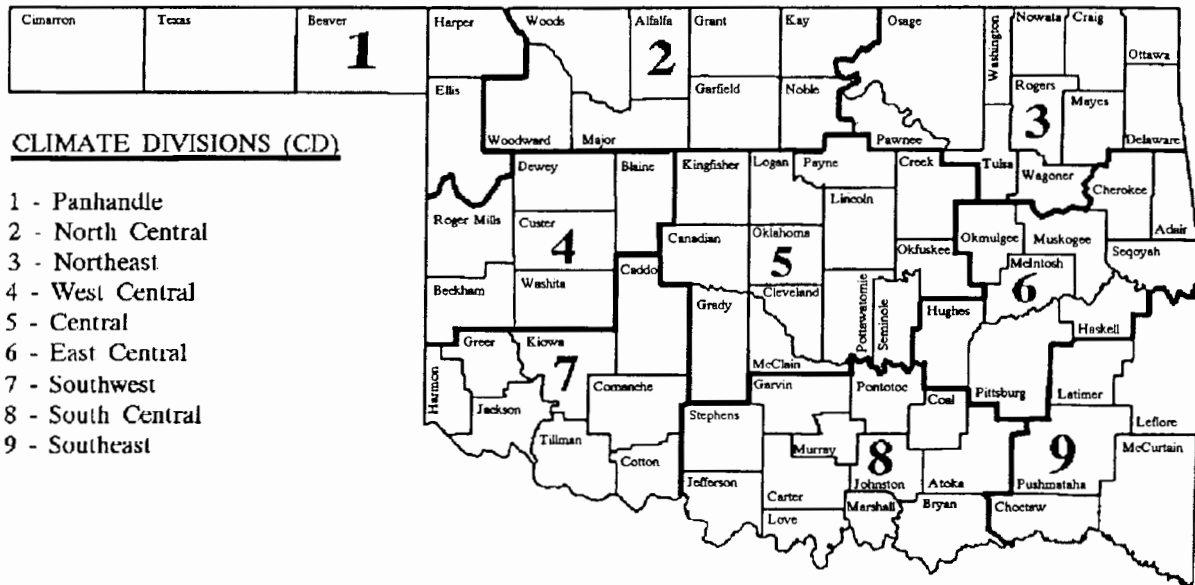 Cimarron Texas Beaver Harper Woods Alfalfa Grant Kay Osage Washington Nowata Craig Ottawa
1 2
Ellis Garfield Noble Rogers Mayes
3
Woodward Major Pawnee Delaware
CLIMATE DIVISIONS (CD)
1 - Panhandle
2 - North Central
3 - Northeast
4 - West Central
5 - Central
6 - East Central
7 - Southwest
8 - South Central
9 - Southeast
Dewey Blaine Kingfisher Logan Payne Creek Tulsa Wagoner Cherokee
Lincoln
Roger Mills Custer Canadian Oklahoma Okfuskee Okmulgee Muskogee Adair
4 5 Seqoyah
Beckham Washita Caddo Grady Cleveland Pottawatomie Seminole Hughes McIntosh
6 Haskell
Greer Kiowa McClain
7
Harmon Jackson Comanche Garvin Pontotoc Coal Pittsburg Latimer
Stephens Leflore
Tillman Cotton Murray McCurtain
8 9
Jefferson Carter Johnston Atoka Pushmataha
Love Marshall Bryan Choctaw